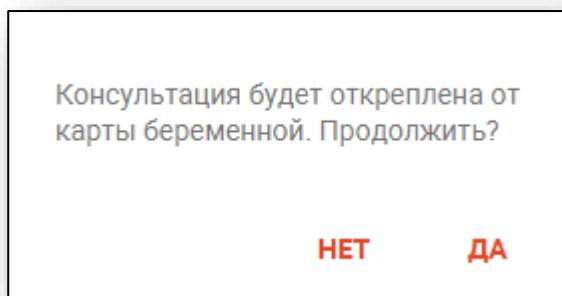 Консультация будет откреплена от
карты беременной. Продолжить?
НЕТ ДА